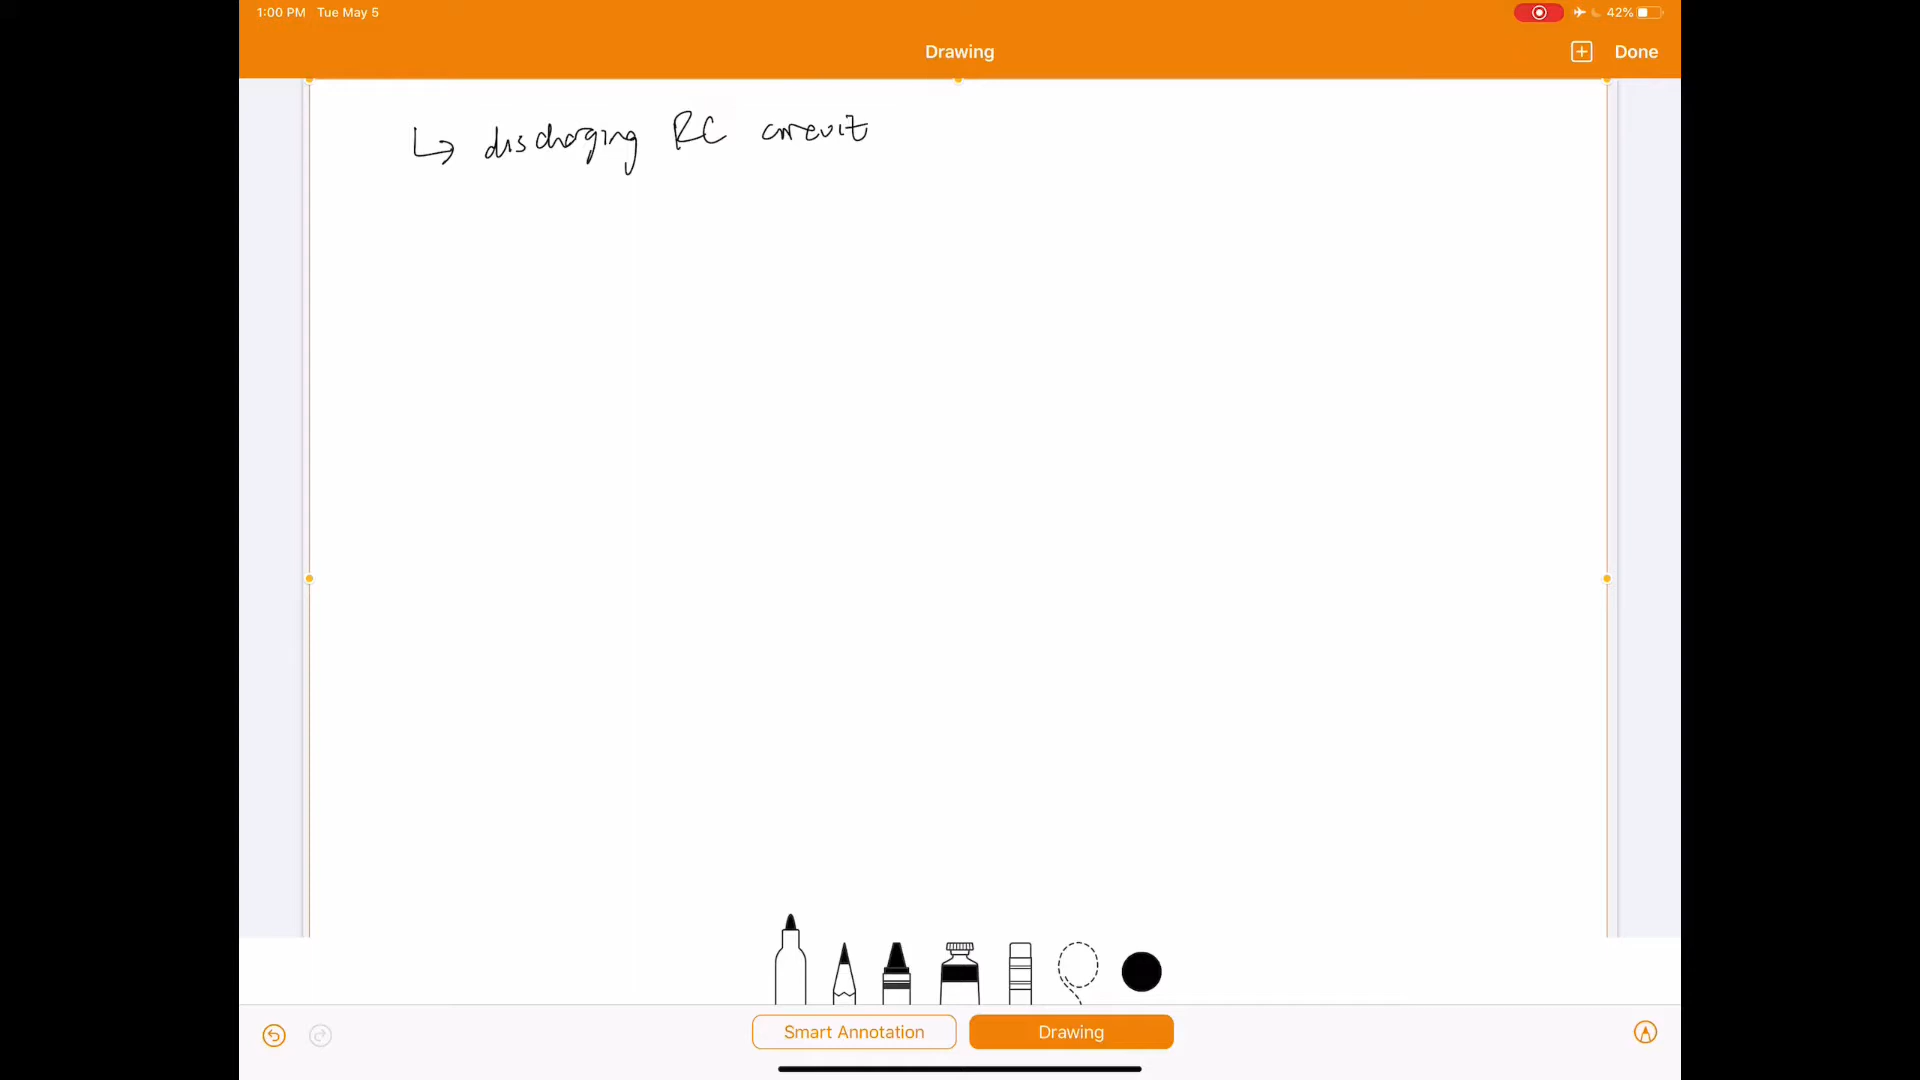 1:00 PM Tue May 5
42%
Drawing
Done
↳ discharging RC circuit
Smart Annotation
Drawing